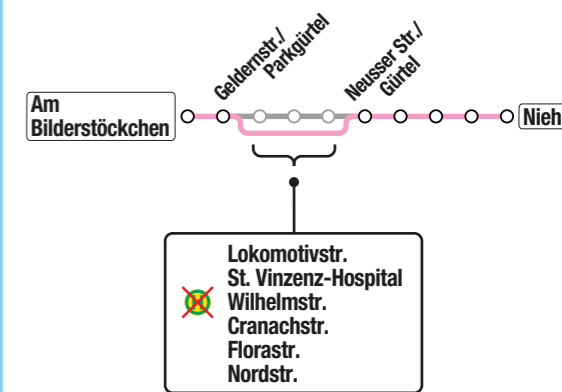 Geldernstr./
Parkgürtel
Neusser Str./
Gürtel
Am
Bilderstöckchen
Nieh
Lokomotivstr.
St. Vinzenz-Hospital
H
Wilhelmstr.
Cranachstr.
Florastr.
Nordstr.